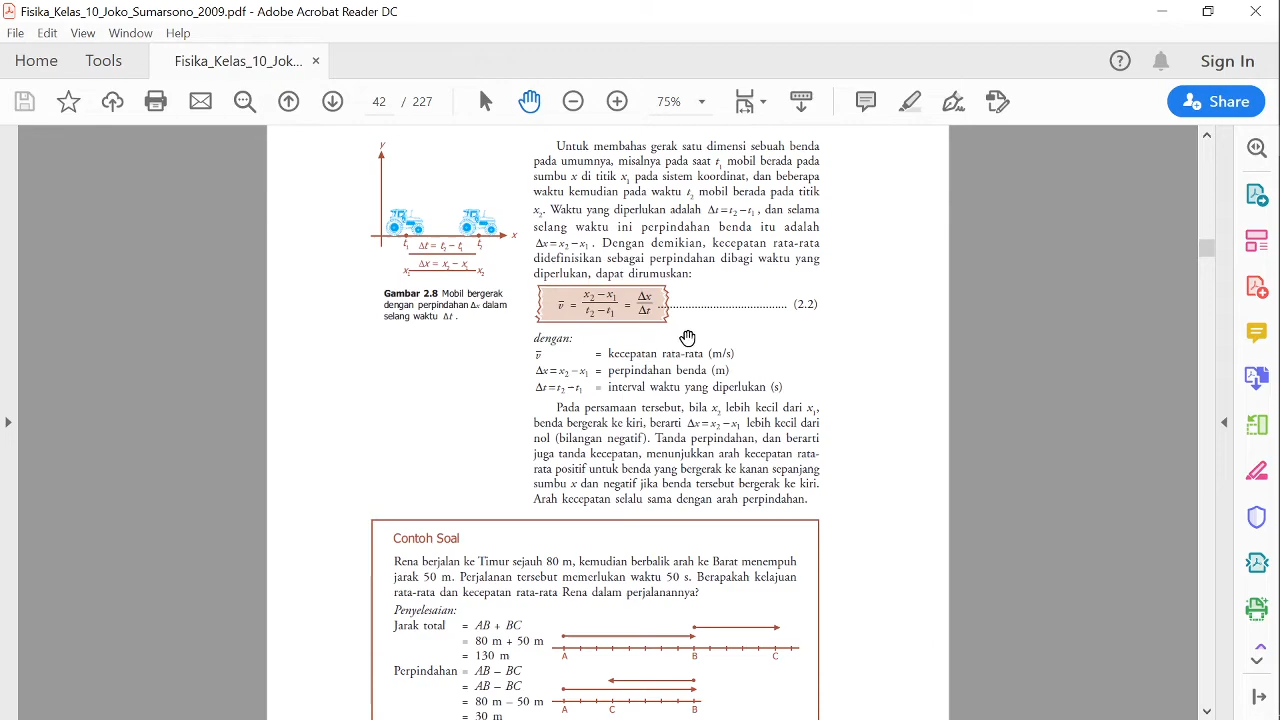 Fisika_Kelas_10_Joko_Sumarsono_2009.pdf - Adobe Acrobat Reader DC
File Edit View Window Help
Home Tools Fisika_Kelas_10_Jok... × Sign In
42 / 227 75% Share
y
x
t1 Δt = t2 − t1 t2
Δx = x2 − x1
x2 x2
Gambar 2.8 Mobil bergerak
dengan perpindahan Δx dalam
selang waktu Δt .
Untuk membahas gerak satu dimensi sebuah benda
pada umumnya, misalnya pada saat t1 mobil berada pada
sumbu x di titik x1 pada sistem koordinat, dan beberapa
waktu kemudian pada waktu t2 mobil berada pada titik
x2. Waktu yang diperlukan adalah Δt = t2 − t1 , dan selama
selang waktu ini perpindahan benda itu adalah
Δx = x2 − x1 . Dengan demikian, kecepatan rata-rata
didefinisikan sebagai perpindahan dibagi waktu yang
diperlukan, dapat dirumuskan:
v̄ = (x2 − x1)/(t2 − t1) = Δx/Δt ...................................... (2.2)
dengan:
v̄ = kecepatan rata-rata (m/s)
Δx = x2 − x1 = perpindahan benda (m)
Δt = t2 − t1 = interval waktu yang diperlukan (s)
Pada persamaan tersebut, bila x2 lebih kecil dari x1,
benda bergerak ke kiri, berarti Δx = x2 − x1 lebih kecil dari
nol (bilangan negatif). Tanda perpindahan, dan berarti
juga tanda kecepatan, menunjukkan arah kecepatan rata-
rata positif untuk benda yang bergerak ke kanan sepanjang
sumbu x dan negatif jika benda tersebut bergerak ke kiri.
Arah kecepatan selalu sama dengan arah perpindahan.
Contoh Soal
Rena berjalan ke Timur sejauh 80 m, kemudian berbalik arah ke Barat menempuh
jarak 50 m. Perjalanan tersebut memerlukan waktu 50 s. Berapakah kelajuan
rata-rata dan kecepatan rata-rata Rena dalam perjalanannya?
Penyelesaian:
Jarak total = AB + BC
= 80 m + 50 m
= 130 m
A B C
Perpindahan = AB – BC
= AB – BC
= 80 m – 50 m
= 30 m
A C B